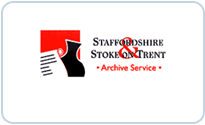 STAFFORDSHIRE
&
STOKE-ON-TRENT
• Archive Service •